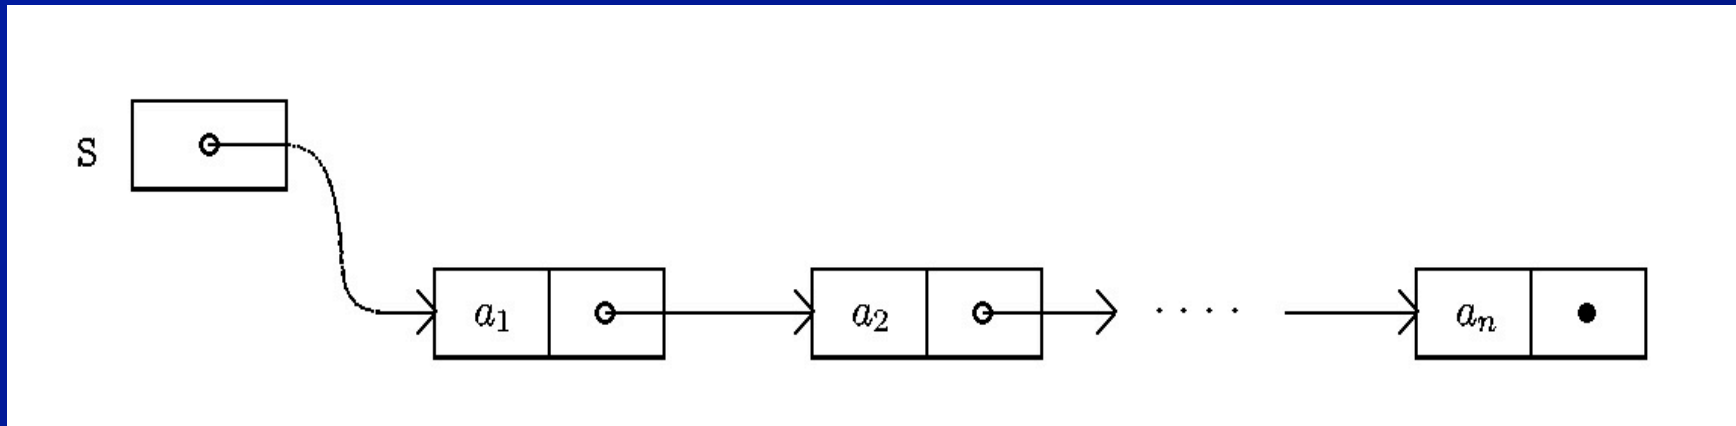 S
a₁ a₂ · · · · aₙ